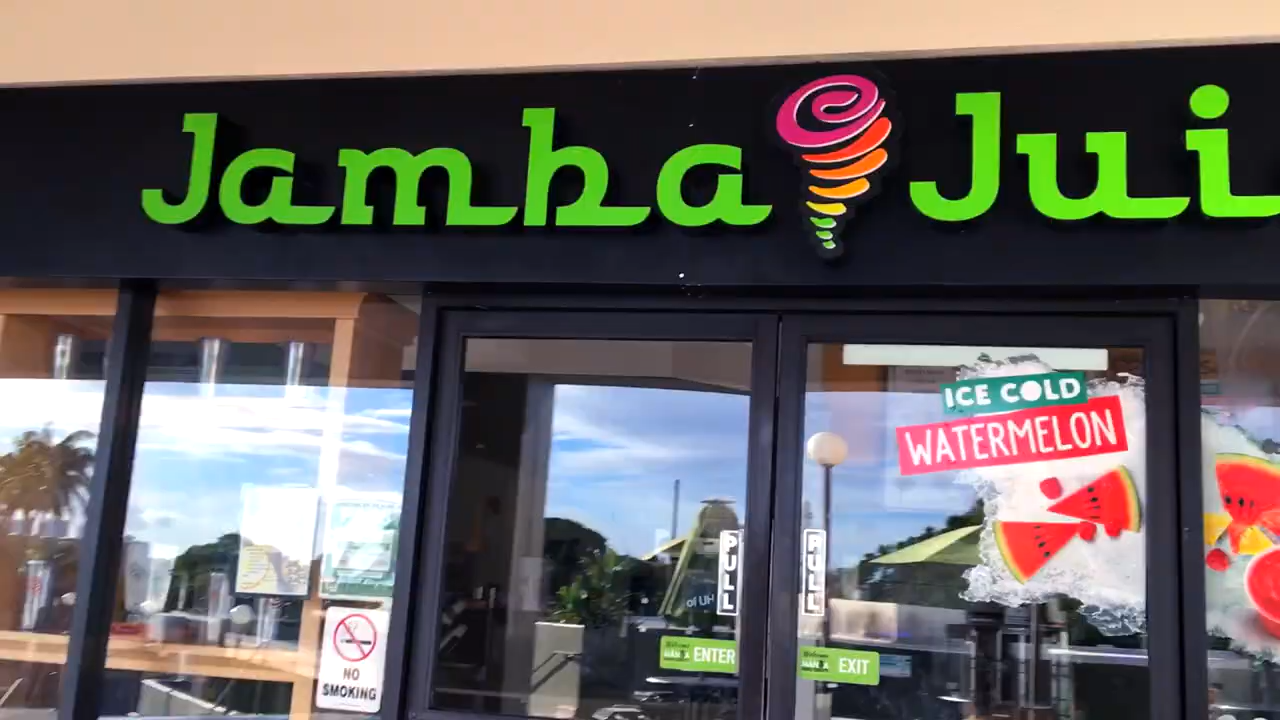 Jamba Jui
ICE COLD
WATERMELON
PULL
PULL
ENTER
EXIT
NO
SMOKING